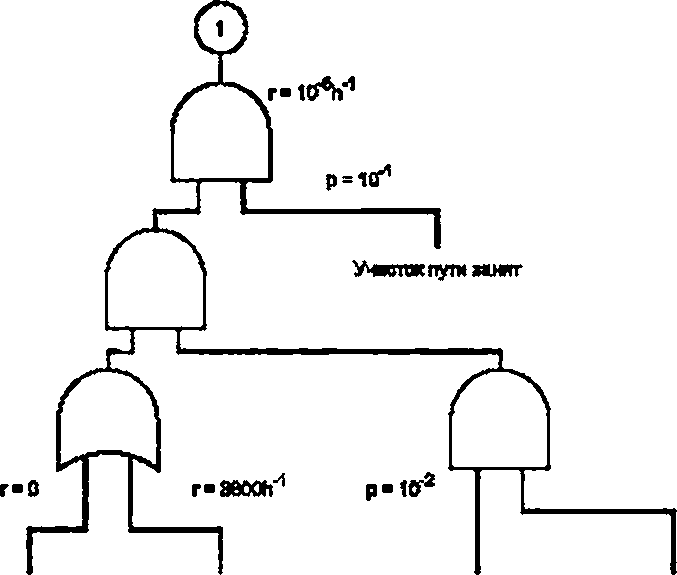 1
r = 10⁻⁶h⁻¹
p = 10⁻¹
Участок пути занят
r = 0
r = 3600h⁻¹
p = 10⁻²